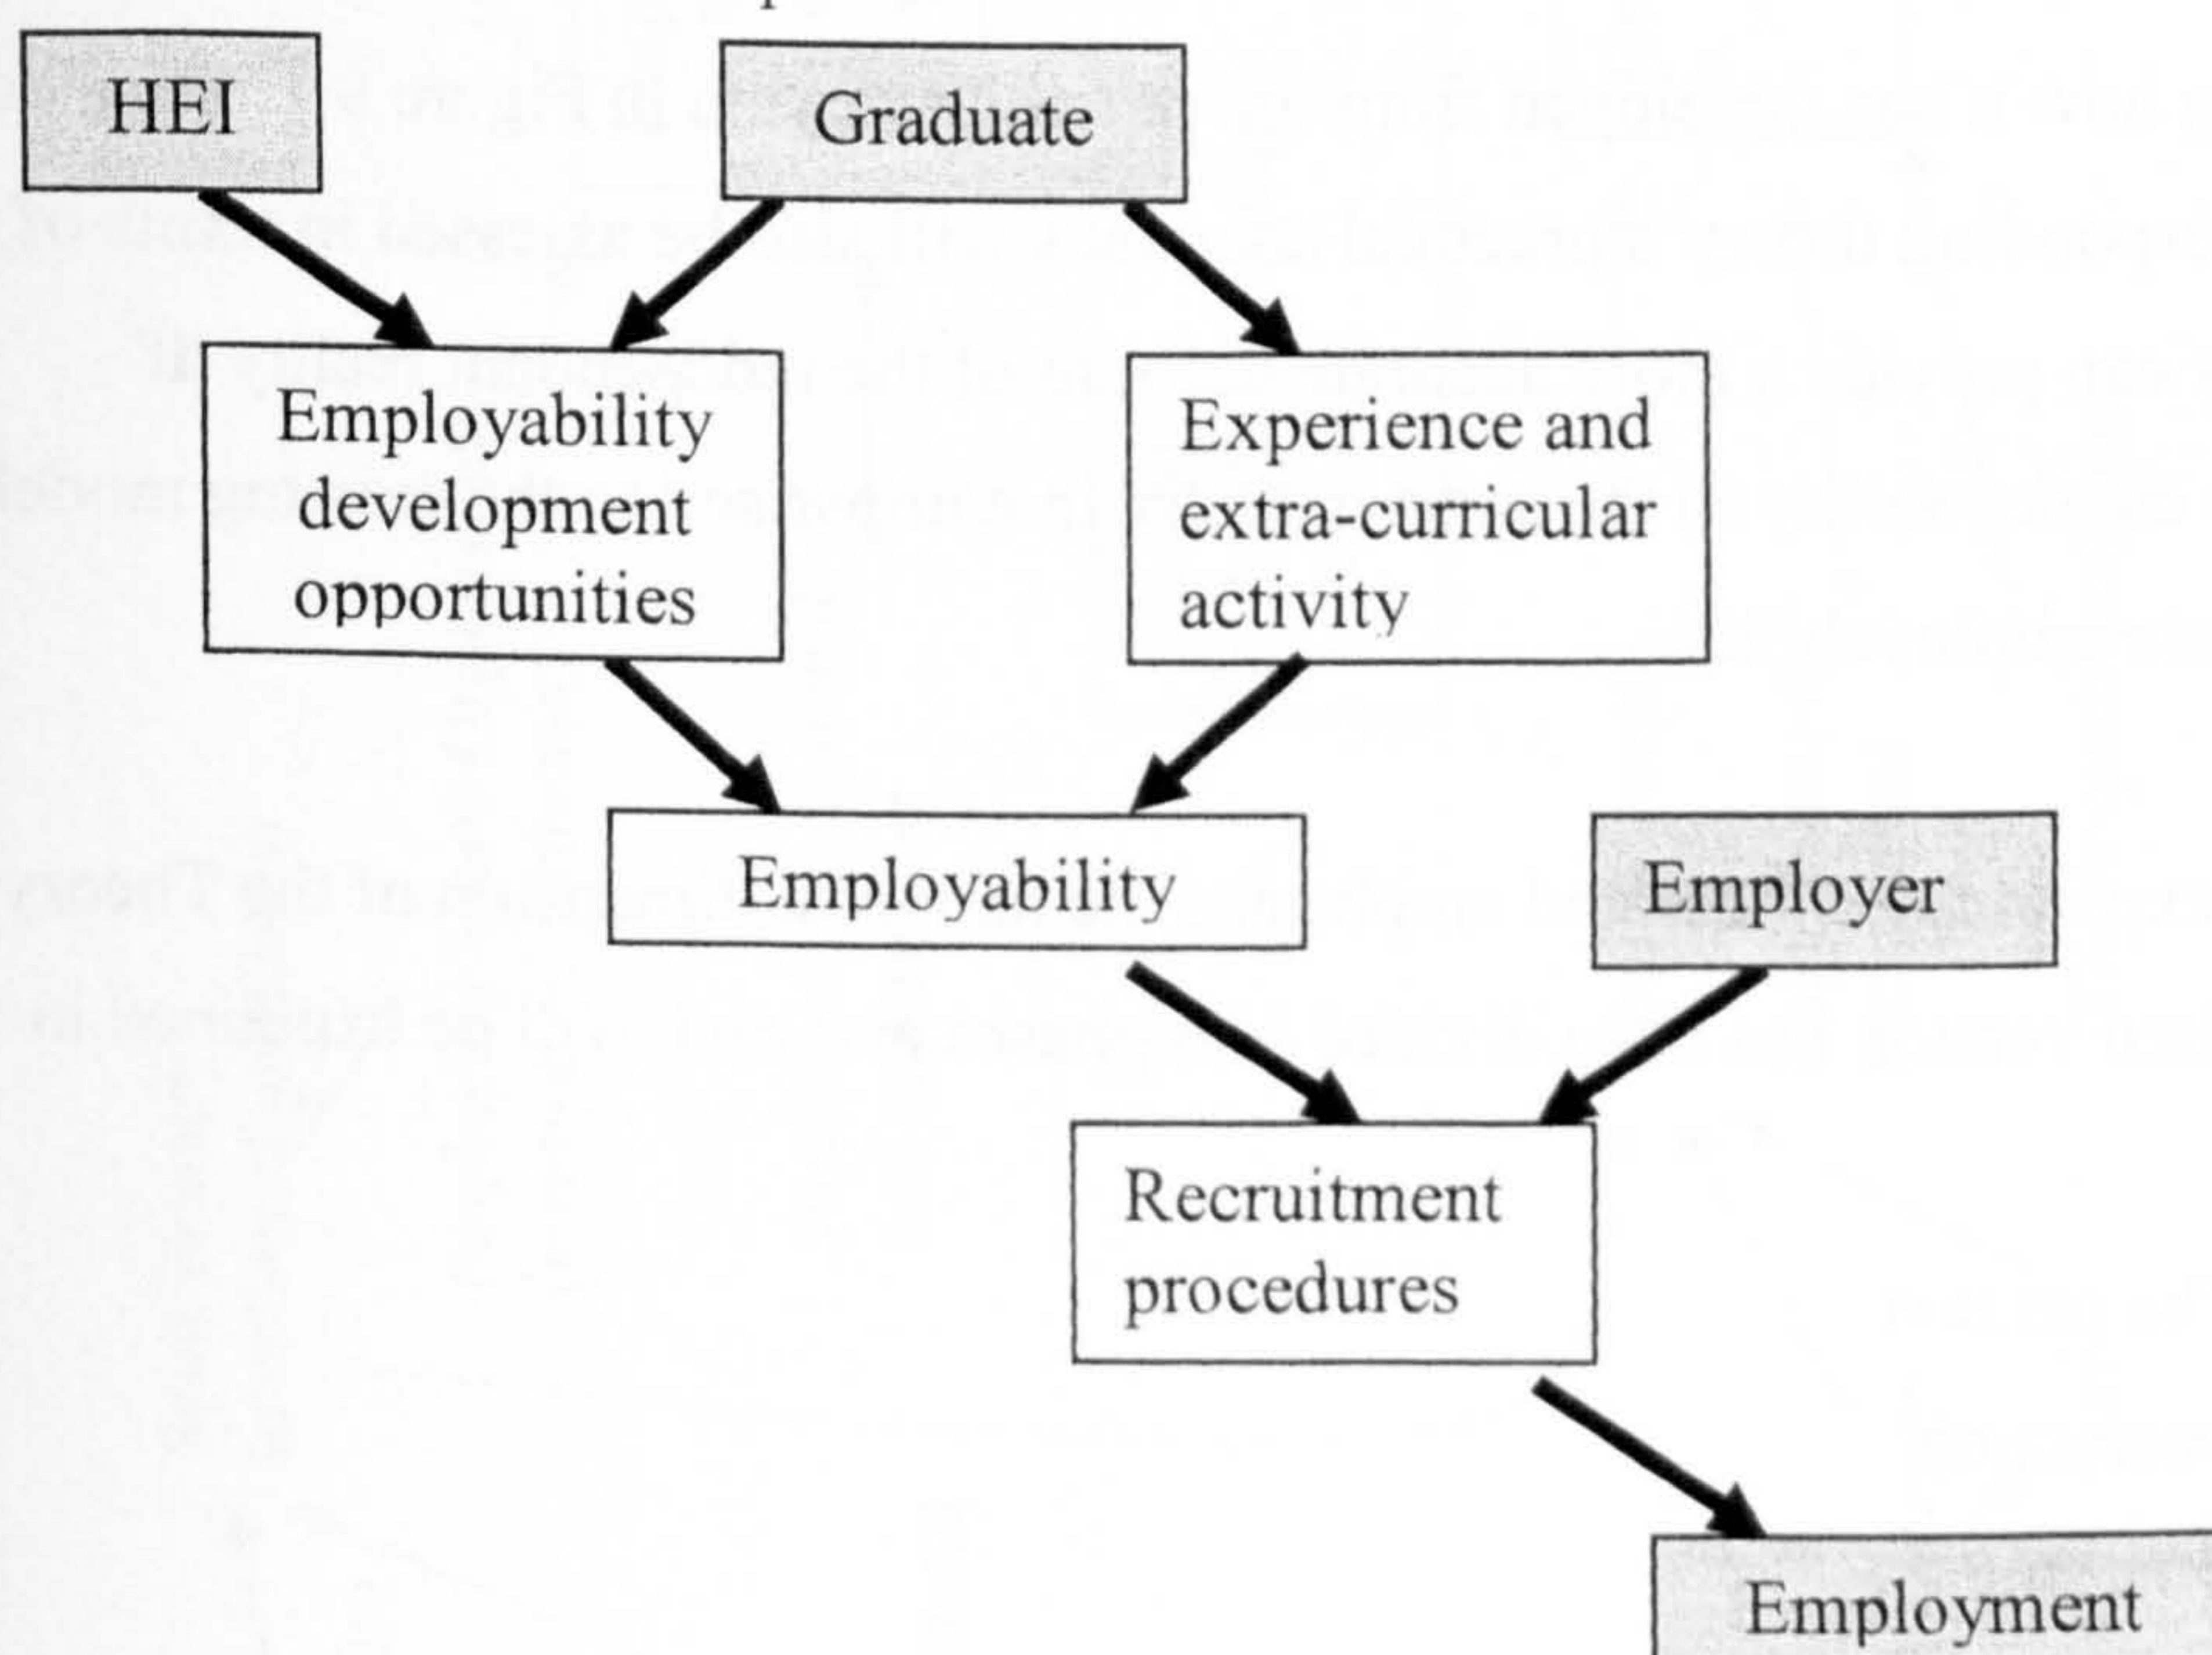 HEI
Graduate
Employability
development
opportunities
Experience and
extra-curricular
activity
Employability
Employer
Recruitment
procedures
Employment